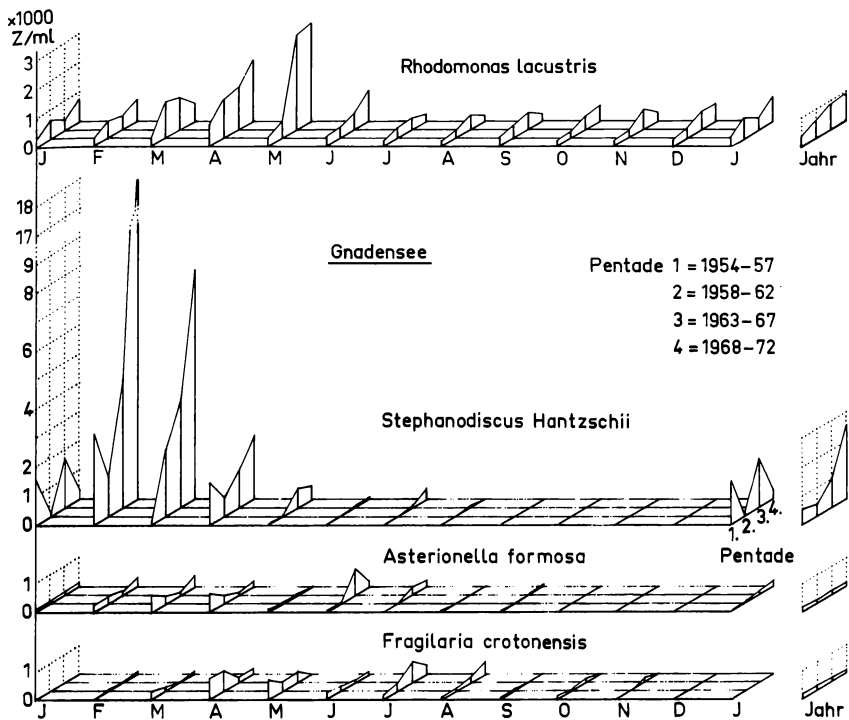 ×1000
Z/ml
3
2
1
0
Rhodomonas lacustris
J F M A M J J A S O N D J Jahr
18
17
9
8
6
4
2
1
0
Gnadensee
Pentade 1 = 1954–57
2 = 1958–62
3 = 1963–67
4 = 1968–72
Stephanodiscus Hantzschii
1. 2. 3. 4.
Pentade
Asterionella formosa
1
0
Fragilaria crotonensis
1
0
J F M A M J J A S O N D J Jahr